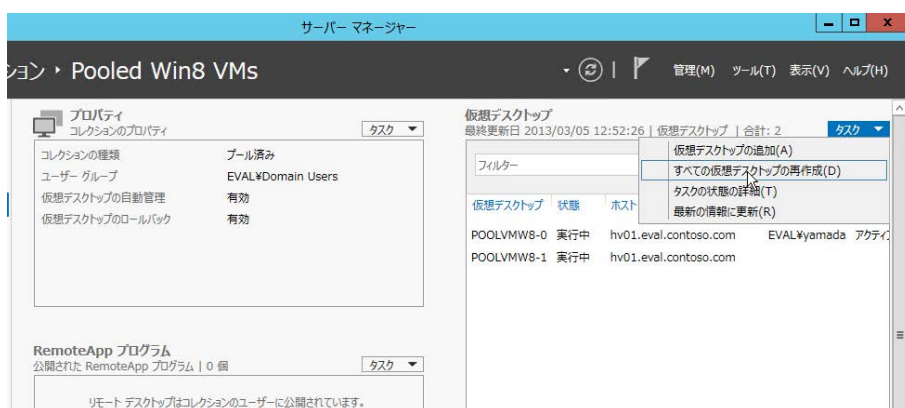 サーバー マネージャー
ション ‣ Pooled Win8 VMs
管理(M) ツール(T) 表示(V) ヘルプ(H)
プロパティ
コレクションのプロパティ
タスク
コレクションの種類 プール済み
ユーザー グループ EVAL¥Domain Users
仮想デスクトップの自動管理 有効
仮想デスクトップのロールバック 有効
RemoteApp プログラム
公開された RemoteApp プログラム | 0 個
タスク
リモート デスクトップはコレクションのユーザーに公開されています。
仮想デスクトップ
最終更新日 2013/03/05 12:52:26 | 仮想デスクトップ | 合計: 2
タスク
仮想デスクトップの追加(A)
すべての仮想デスクトップの再作成(D)
タスクの状態の詳細(T)
最新の情報に更新(R)
フィルター
仮想デスクトップ 状態 ホスト
POOLVMW8-0 実行中 hv01.eval.contoso.com EVAL¥yamada アクティ
POOLVMW8-1 実行中 hv01.eval.contoso.com